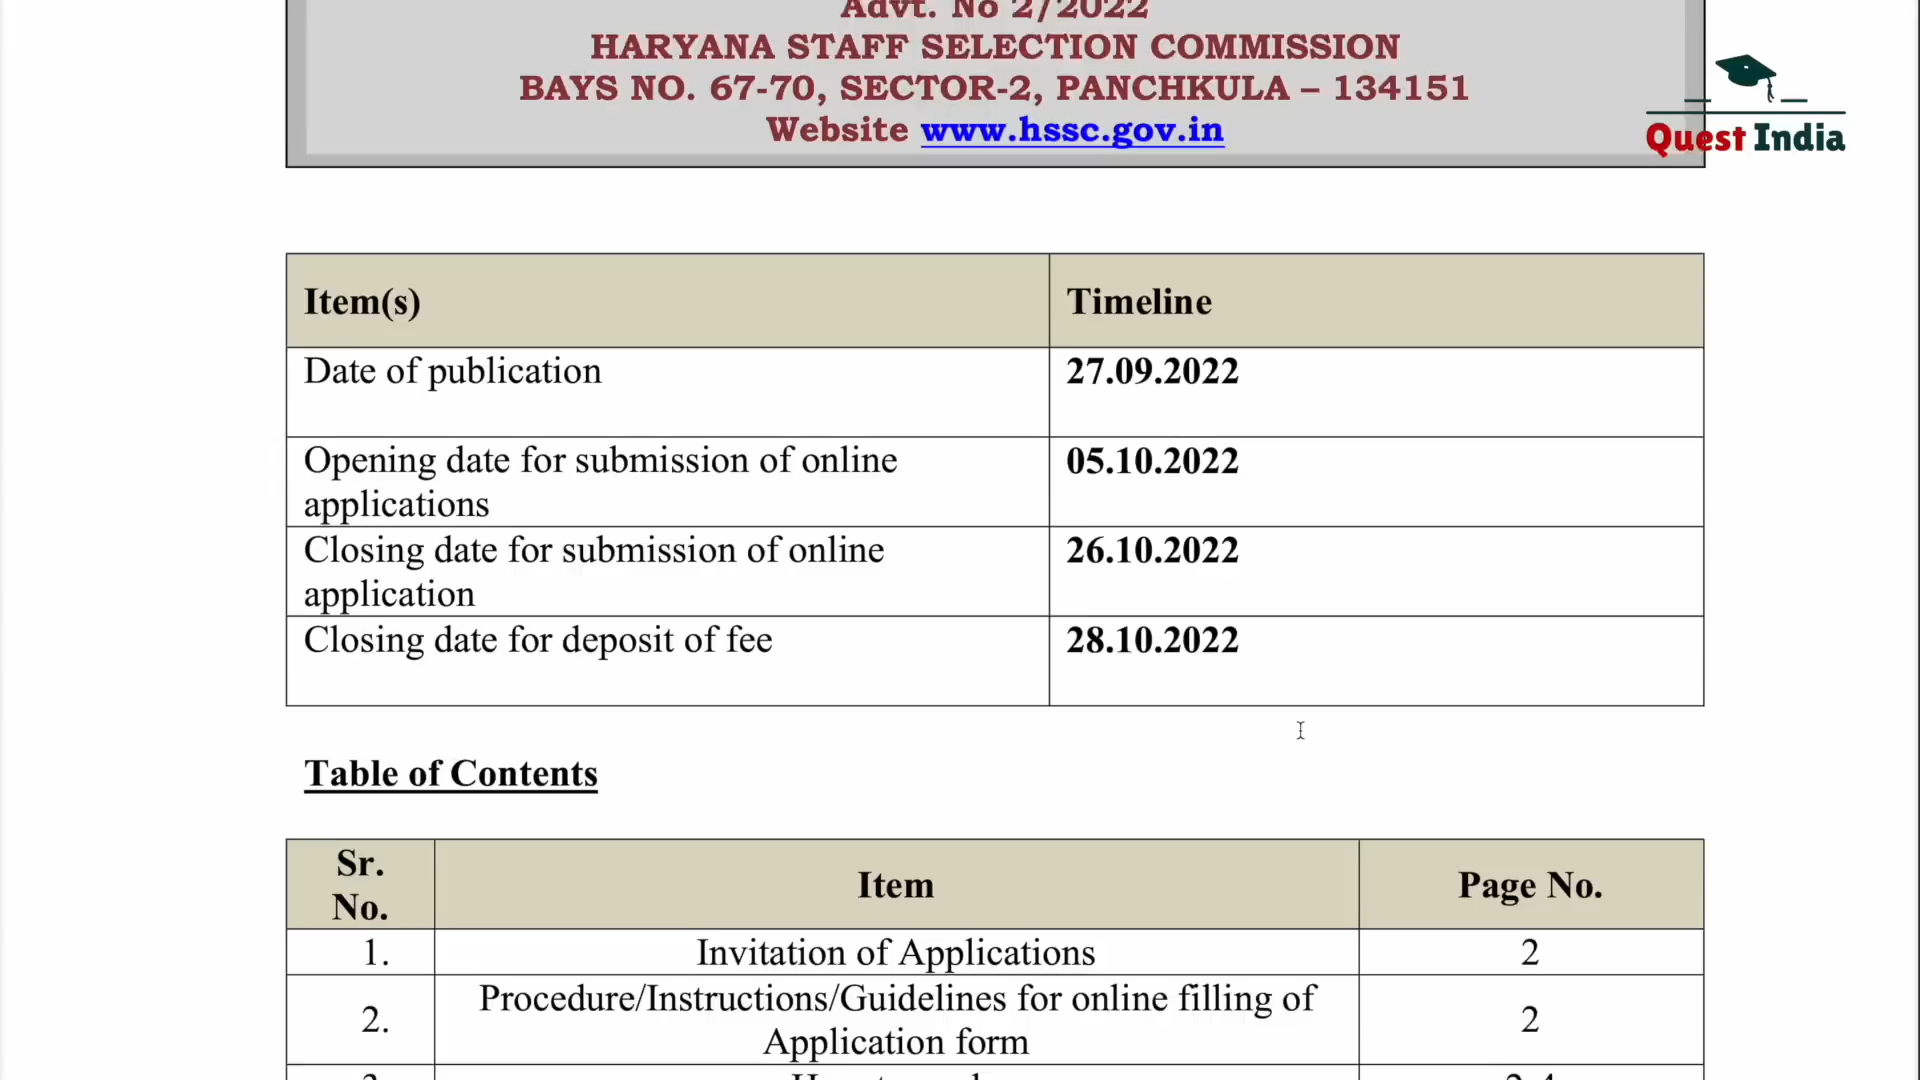 Advt. No 2/2022
HARYANA STAFF SELECTION COMMISSION
BAYS NO. 67-70, SECTOR-2, PANCHKULA – 134151
Website www.hssc.gov.in
Quest India
Item(s) Timeline
Date of publication 27.09.2022
Opening date for submission of online 05.10.2022
applications
Closing date for submission of online 26.10.2022
application
Closing date for deposit of fee 28.10.2022
Table of Contents
Sr.
No. Item Page No.
1. Invitation of Applications 2
Procedure/Instructions/Guidelines for online filling of
2. 2
Application form